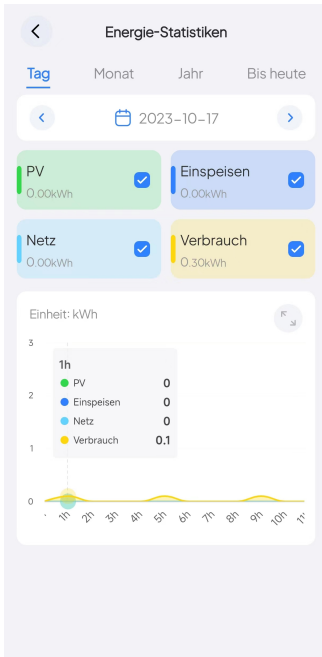 Energie-Statistiken
Tag Monat Jahr Bis heute
2023-10-17
PV Einspeisen
0.00kWh 0.00kWh
Netz Verbrauch
0.00kWh 0.30kWh
Einheit: kWh
3
1h
PV 0
2 Einspeisen 0
Netz 0
1 Verbrauch 0.1
0
1h 2h 3h 4h 5h 6h 7h 8h 9h 10h